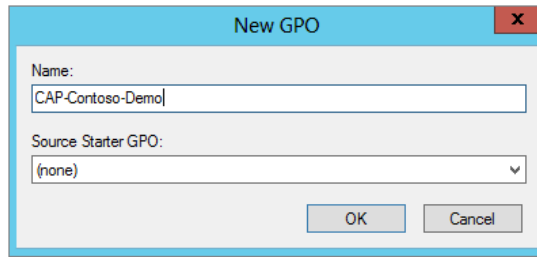 New GPO
x
Name:
CAP-Contoso-Demo
Source Starter GPO:
(none)
OK Cancel